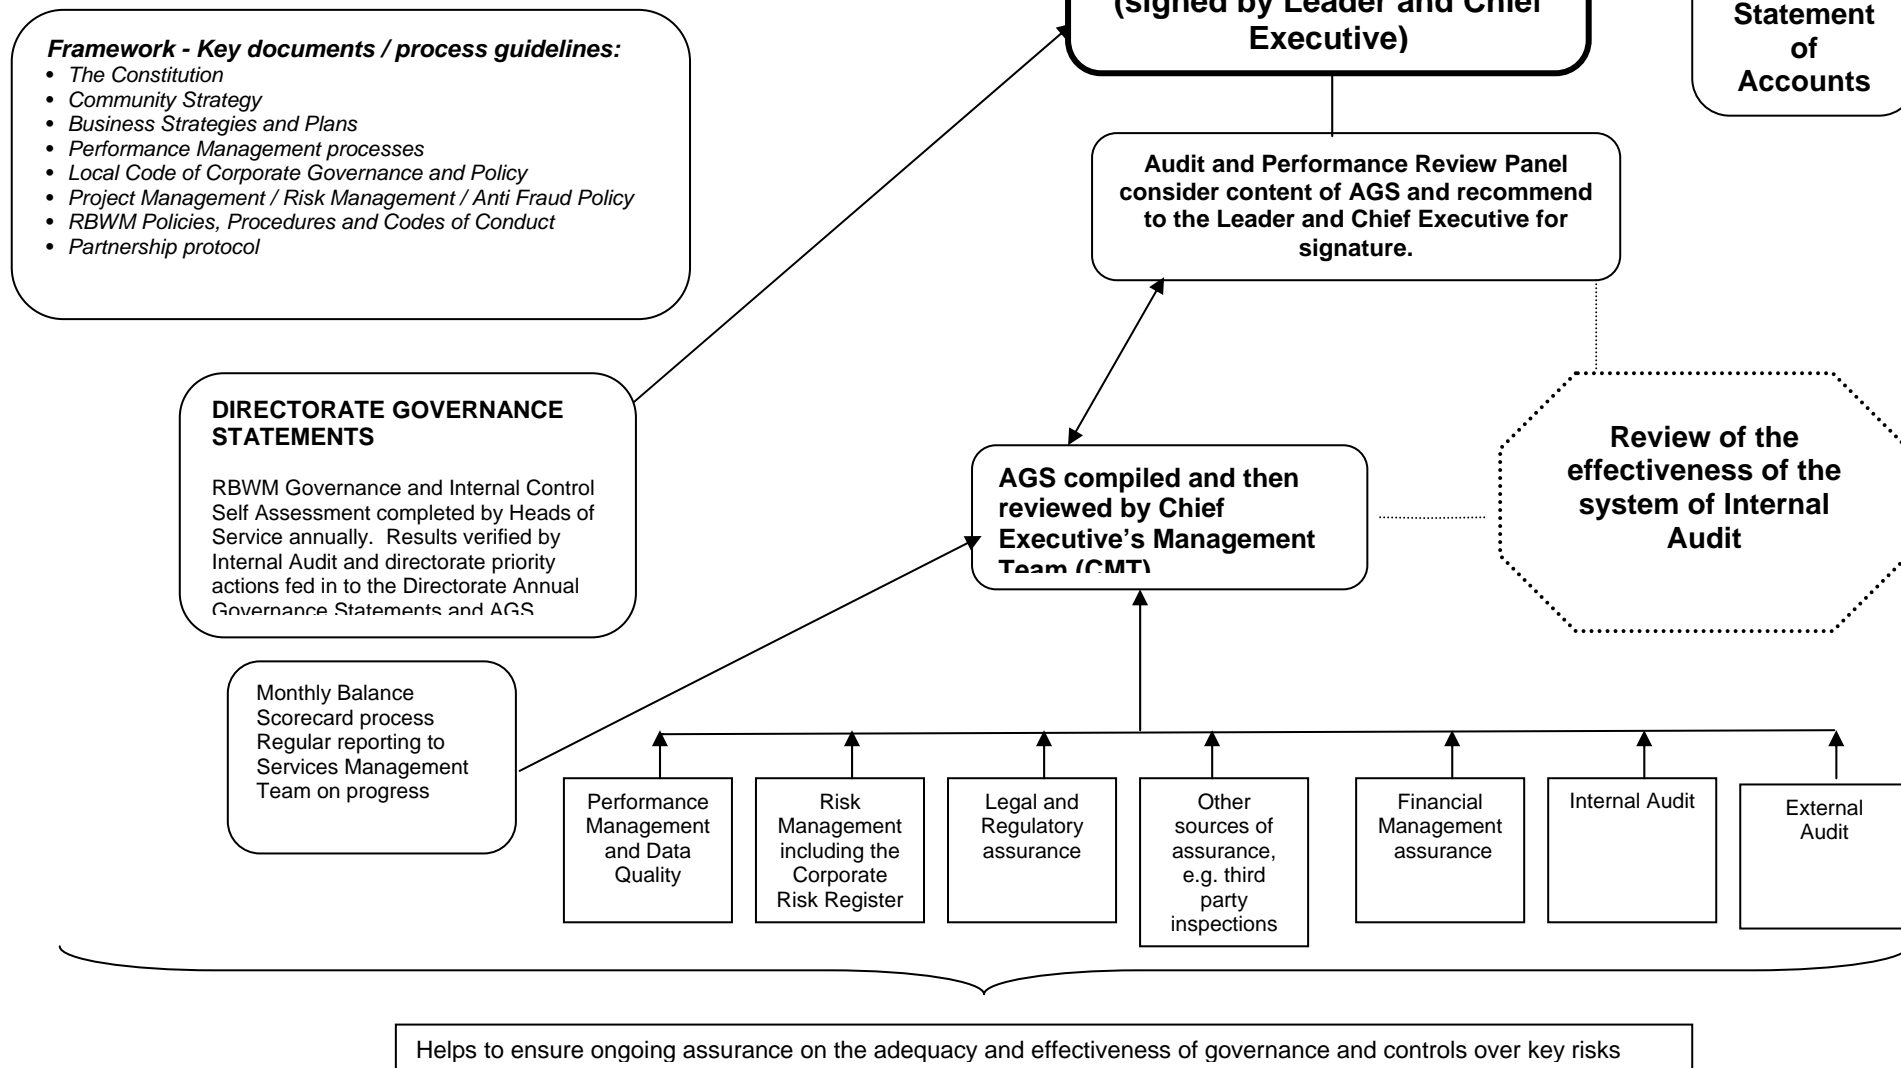 (signed by Leader and Chief
Executive)
Statement
of
Accounts
Framework - Key documents / process guidelines:
• The Constitution
• Community Strategy
• Business Strategies and Plans
• Performance Management processes
• Local Code of Corporate Governance and Policy
• Project Management / Risk Management / Anti Fraud Policy
• RBWM Policies, Procedures and Codes of Conduct
• Partnership protocol
Audit and Performance Review Panel
consider content of AGS and recommend
to the Leader and Chief Executive for
signature.
DIRECTORATE GOVERNANCE
STATEMENTS
RBWM Governance and Internal Control
Self Assessment completed by Heads of
Service annually. Results verified by
Internal Audit and directorate priority
actions fed in to the Directorate Annual
Governance Statements and AGS
AGS compiled and then
reviewed by Chief
Executive’s Management
Team (CMT)
Review of the
effectiveness of the
system of Internal
Audit
Monthly Balance
Scorecard process
Regular reporting to
Services Management
Team on progress
Performance
Management
and Data
Quality
Risk
Management
including the
Corporate
Risk Register
Legal and
Regulatory
assurance
Other
sources of
assurance,
e.g. third
party
inspections
Financial
Management
assurance
Internal Audit
External
Audit
Helps to ensure ongoing assurance on the adequacy and effectiveness of governance and controls over key risks